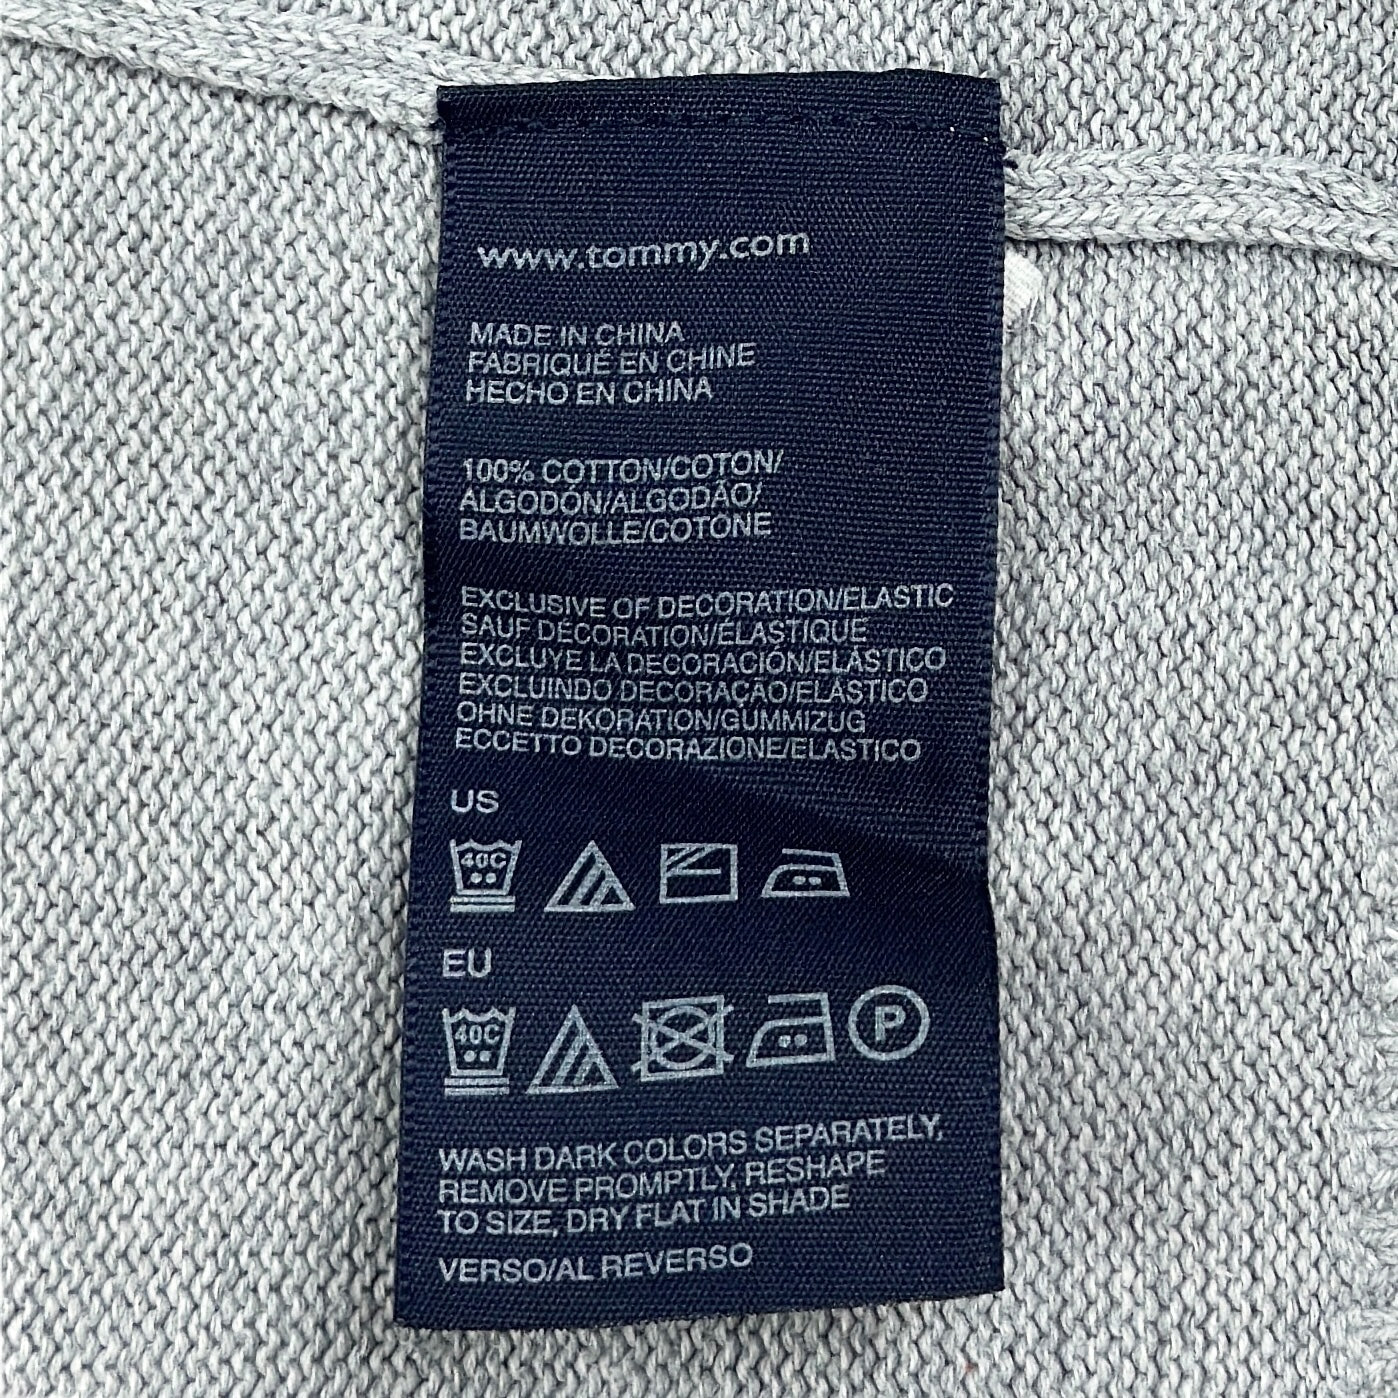 www.tommy.com
MADE IN CHINA
FABRIQUÉ EN CHINE
HECHO EN CHINA
100% COTTON/COTON/
ALGODÓN/ALGODÃO/
BAUMWOLLE/COTONE
EXCLUSIVE OF DECORATION/ELASTIC
SAUF DÉCORATION/ÉLASTIQUE
EXCLUYE LA DECORACIÓN/ELÁSTICO
EXCLUINDO DECORAÇÃO/ELÁSTICO
OHNE DEKORATION/GUMMIZUG
ECCETTO DECORAZIONE/ELASTICO
US
40C
EU
40C P
WASH DARK COLORS SEPARATELY,
REMOVE PROMPTLY, RESHAPE
TO SIZE, DRY FLAT IN SHADE
VERSO/AL REVERSO